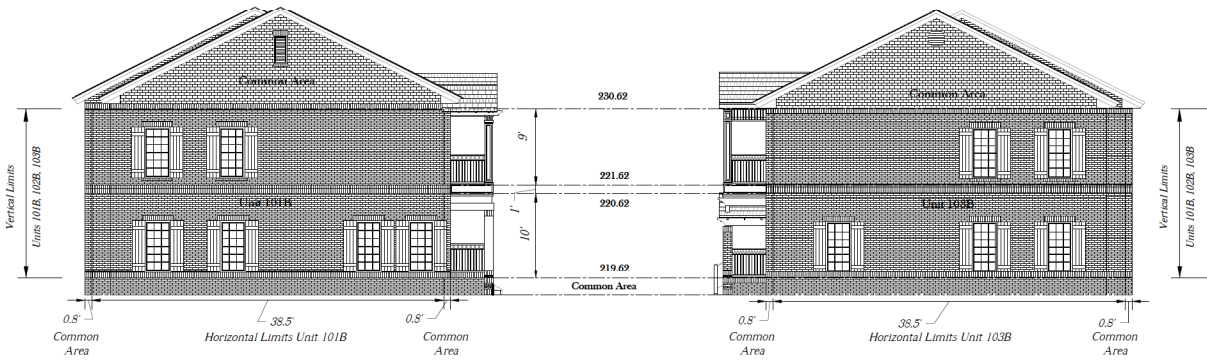 Common Area
Common Area
230.62
9'
221.62
1'
220.62
10'
219.62
Common Area
Vertical Limits
Units 101B, 102B, 103B
Unit 101B
Unit 103B
Vertical Limits
Units 101B, 102B, 103B
0.8'
Common
Area
38.5'
Horizontal Limits Unit 101B
0.8'
Common
Area
0.8'
Common
Area
38.5'
Horizontal Limits Unit 103B
0.8'
Common
Area